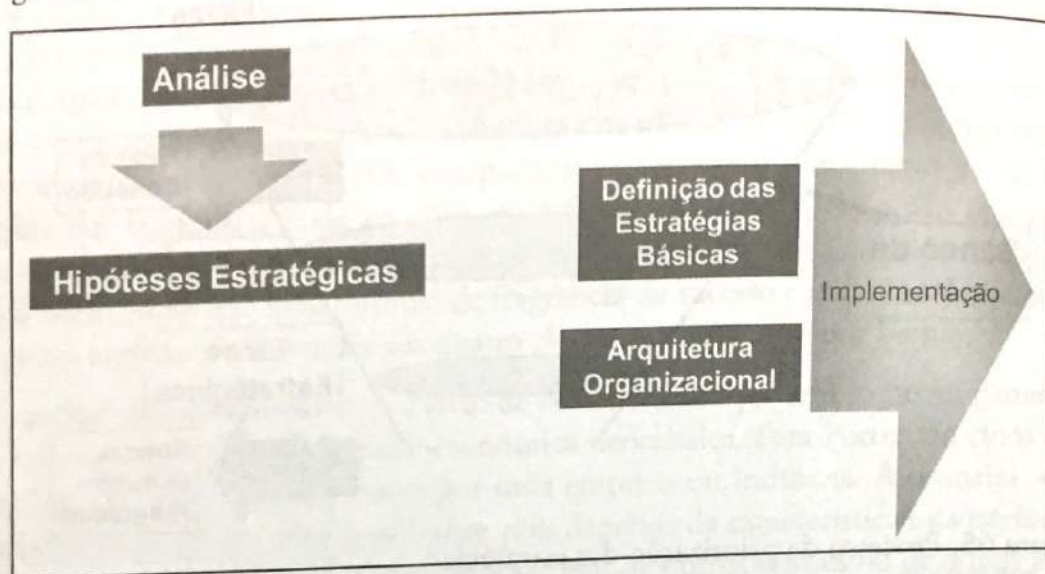 Análise
Hipóteses Estratégicas
Definição das
Estratégias
Básicas
Arquitetura
Organizacional
Implementação